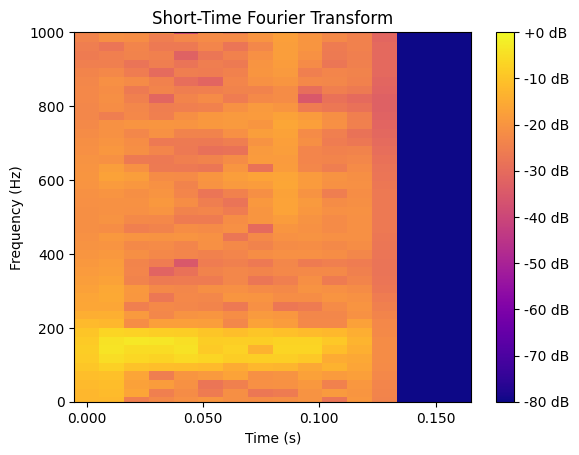 Short-Time Fourier Transform
Frequency (Hz)
1000
800
600
400
200
0
0.000
0.050
0.100
0.150
Time (s)
+0 dB
-10 dB
-20 dB
-30 dB
-40 dB
-50 dB
-60 dB
-70 dB
-80 dB